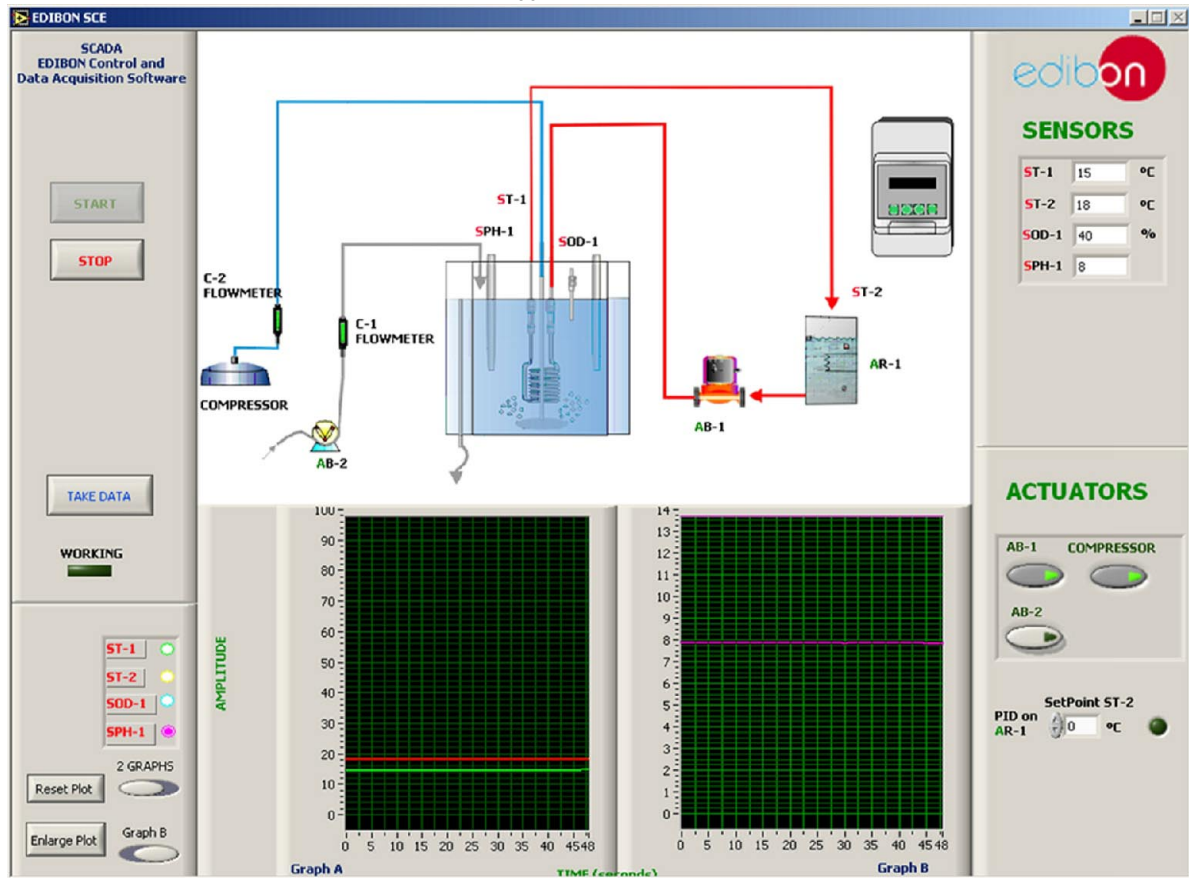 EDIBON SCE
SCADA
EDIBON Control and
Data Acquisition Software
START
STOP
TAKE DATA
WORKING
ST-1
ST-2
SOD-1
SPH-1
2 GRAPHS
Reset Plot
Enlarge Plot
Graph B
C-2
FLOWMETER
C-1
FLOWMETER
COMPRESSOR
AB-2
ST-1
SPH-1
SOD-1
ST-2
AR-1
AB-1
AMPLITUDE
100
90
80
70
60
50
40
30
20
10
0
0 5 10 15 20 25 30 35 40 45 48
Graph A
TIME (seconds)
14
13
12
11
10
9
8
7
6
5
4
3
2
1
0
0 5 10 15 20 25 30 35 40 45 48
Graph B
edibon
SENSORS
ST-1 15 ºC
ST-2 18 ºC
SOD-1 40 %
SPH-1 8
ACTUATORS
AB-1 COMPRESSOR
AB-2
SetPoint ST-2
PID on
AR-1
0 ºC